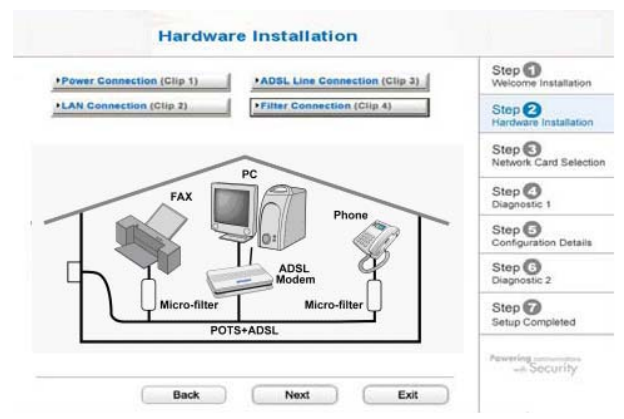 Hardware Installation
Power Connection (Clip 1)
ADSL Line Connection (Clip 3)
LAN Connection (Clip 2)
Filter Connection (Clip 4)
PC
FAX
Phone
ADSL
Modem
Micro-filter
Micro-filter
POTS+ADSL
Back
Next
Exit
Step 1
Welcome Installation
Step 2
Hardware Installation
Step 3
Network Card Selection
Step 4
Diagnostic 1
Step 5
Configuration Details
Step 6
Diagnostic 2
Step 7
Setup Completed
Powering communications
with Security